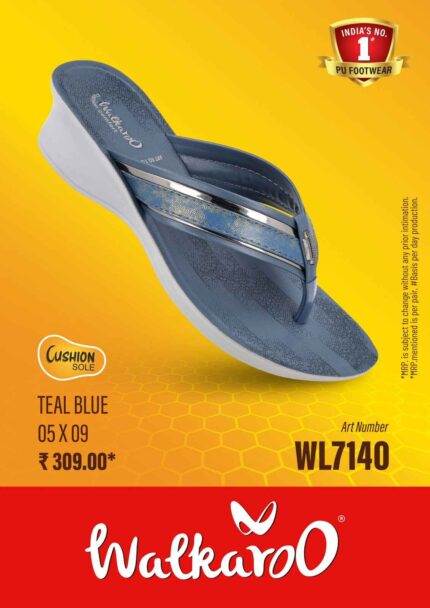 INDIA'S NO.
1#
PU FOOTWEAR
Walkaroo
*MRP. is subject to change without any prior intimation.
*MRP.mentioned is per pair. #Basis per day production.
CUSHION
SOLE
TEAL BLUE
05 X 09
₹ 309.00*
Art Number
WL7140
Walkaroo®